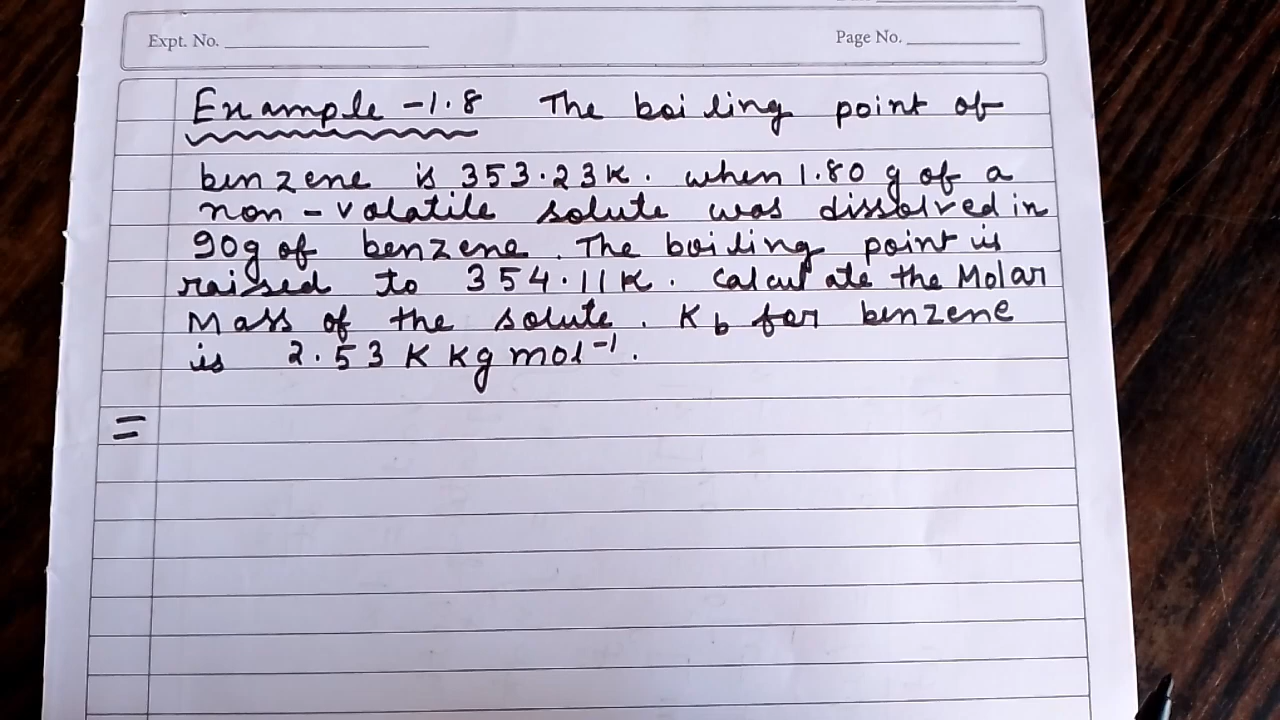 Expt. No.
Page No.
Example -1.8 The boiling point of
benzene is 353.23K. when 1.80 g of a
non-volatile solute was dissolved in
90g of benzene. The boiling point is
raised to 354.11K. Calculate the Molar
Mass of the solute. Kb for benzene
is 2.53 K Kg mol⁻¹.
=